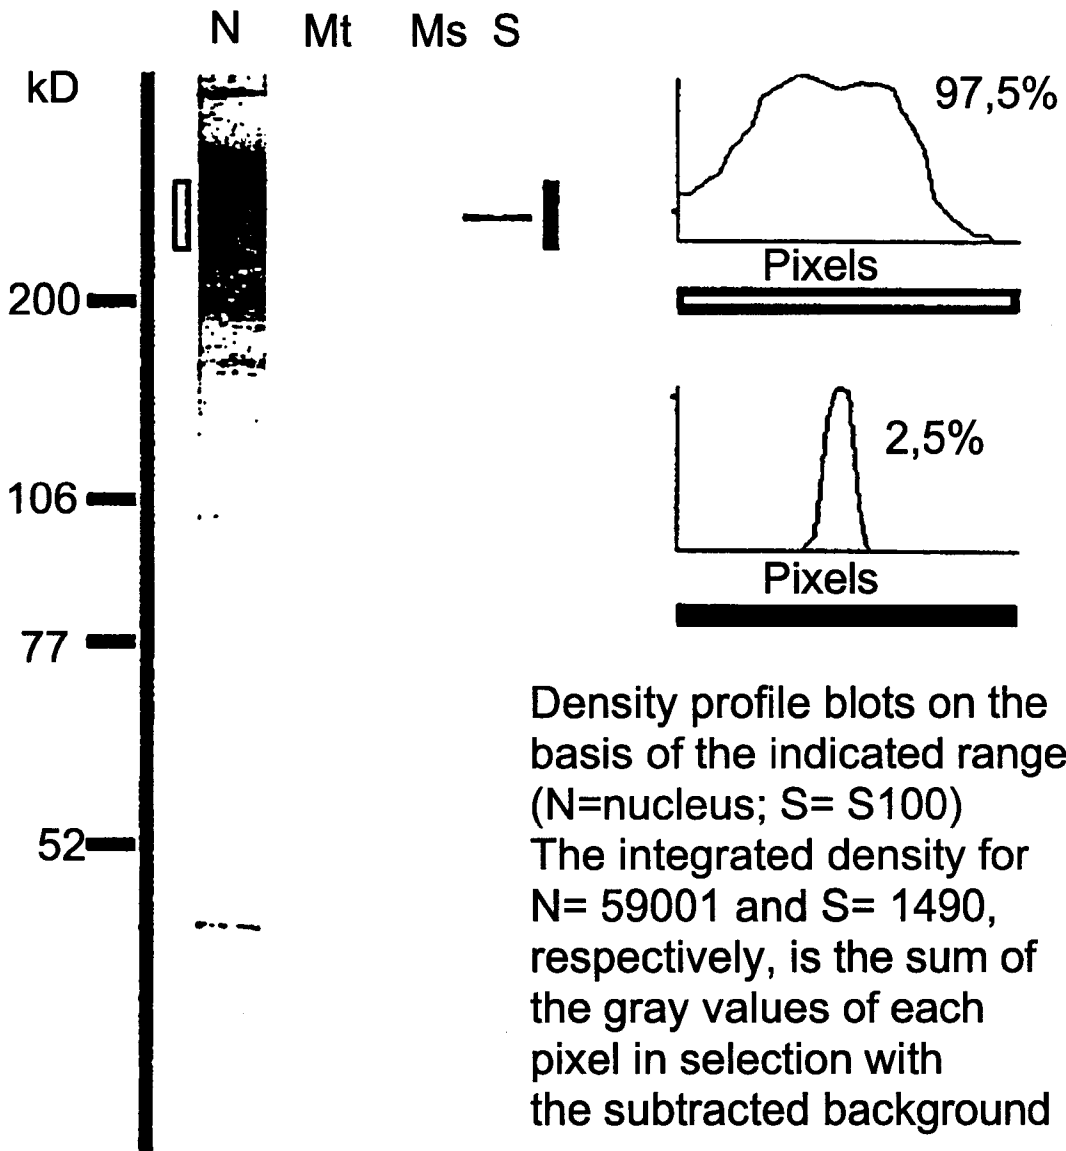 N Mt Ms S
kD
97,5%
Pixels
200
2,5%
106
Pixels
77
Density profile blots on the
basis of the indicated range
(N=nucleus; S= S100)
The integrated density for
52
N= 59001 and S= 1490,
respectively, is the sum of
the gray values of each
pixel in selection with
the subtracted background